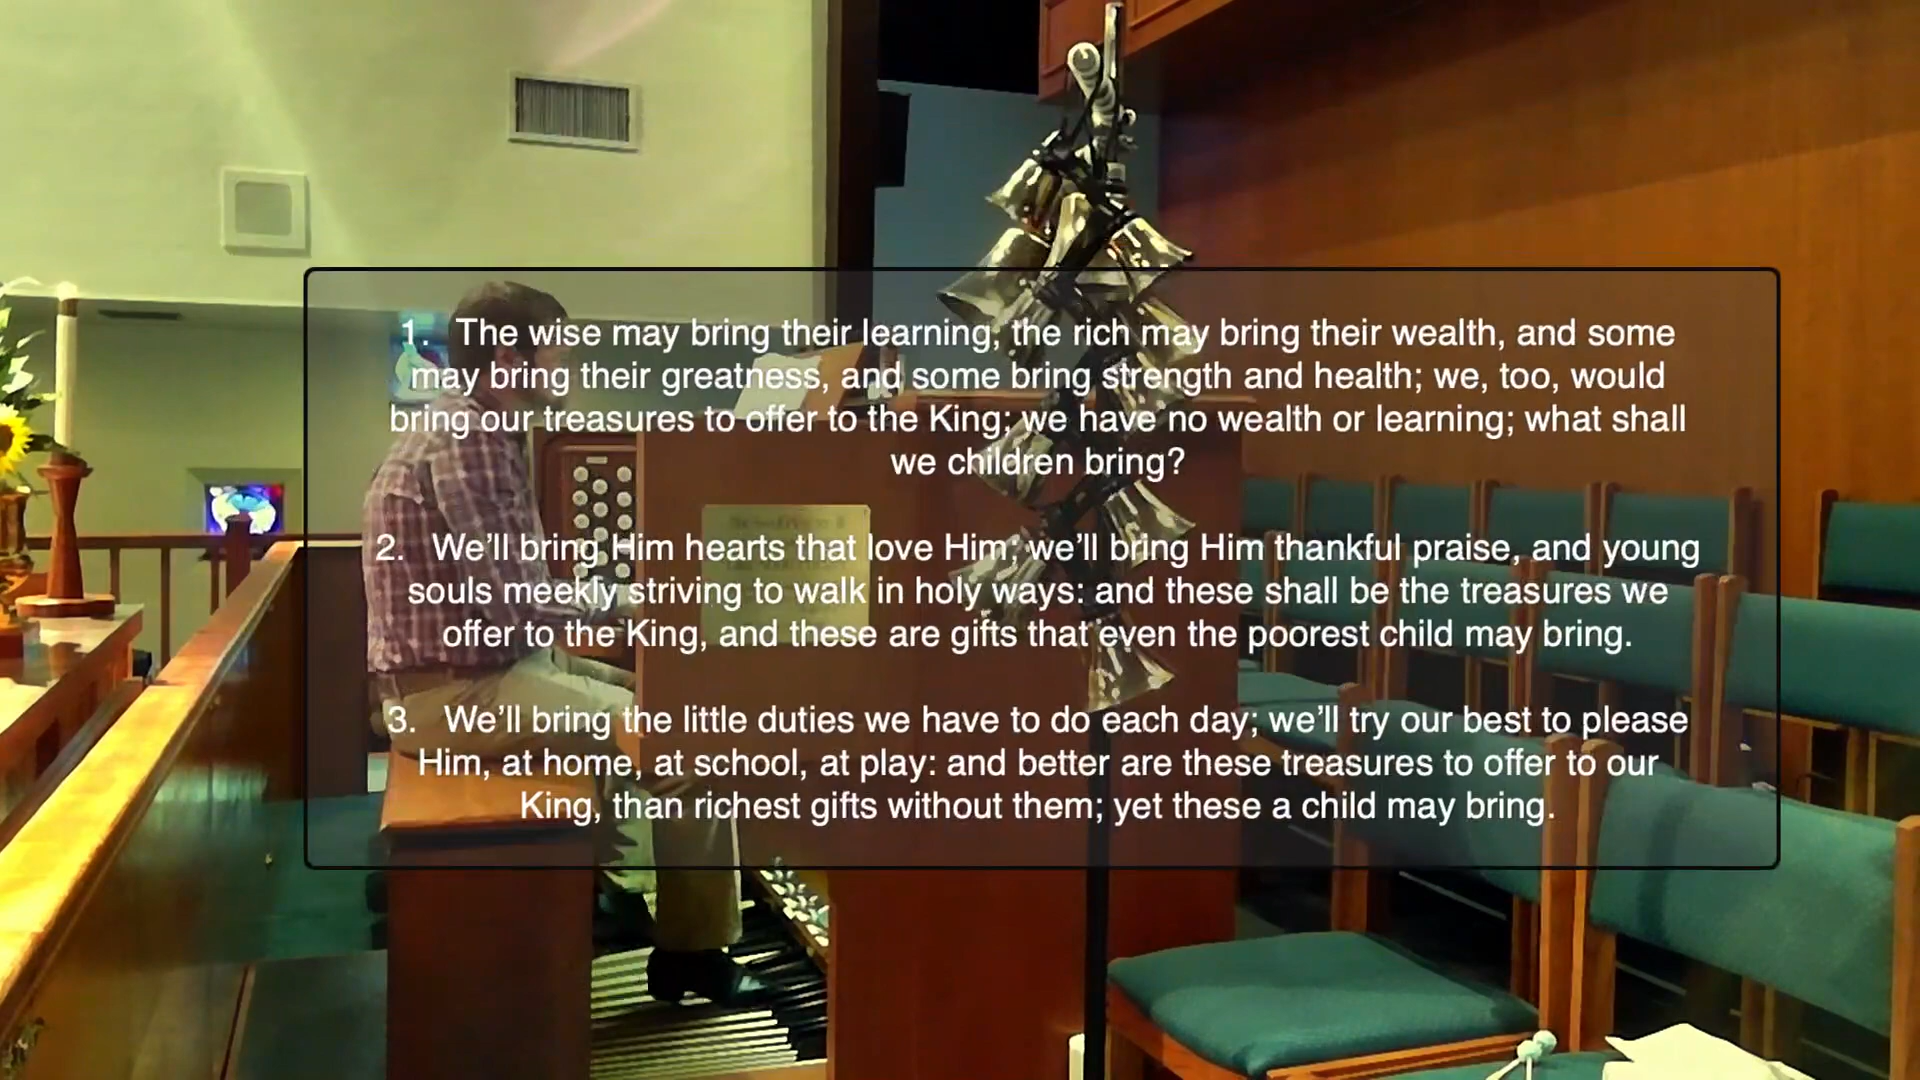 1. The wise may bring their learning, the rich may bring their wealth, and some
may bring their greatness, and some bring strength and health; we, too, would
bring our treasures to offer to the King; we have no wealth or learning; what shall
we children bring?
2. We’ll bring Him hearts that love Him; we’ll bring Him thankful praise, and young
souls meekly striving to walk in holy ways: and these shall be the treasures we
offer to the King, and these are gifts that even the poorest child may bring.
3. We’ll bring the little duties we have to do each day; we’ll try our best to please
Him, at home, at school, at play: and better are these treasures to offer to our
King, than richest gifts without them; yet these a child may bring.